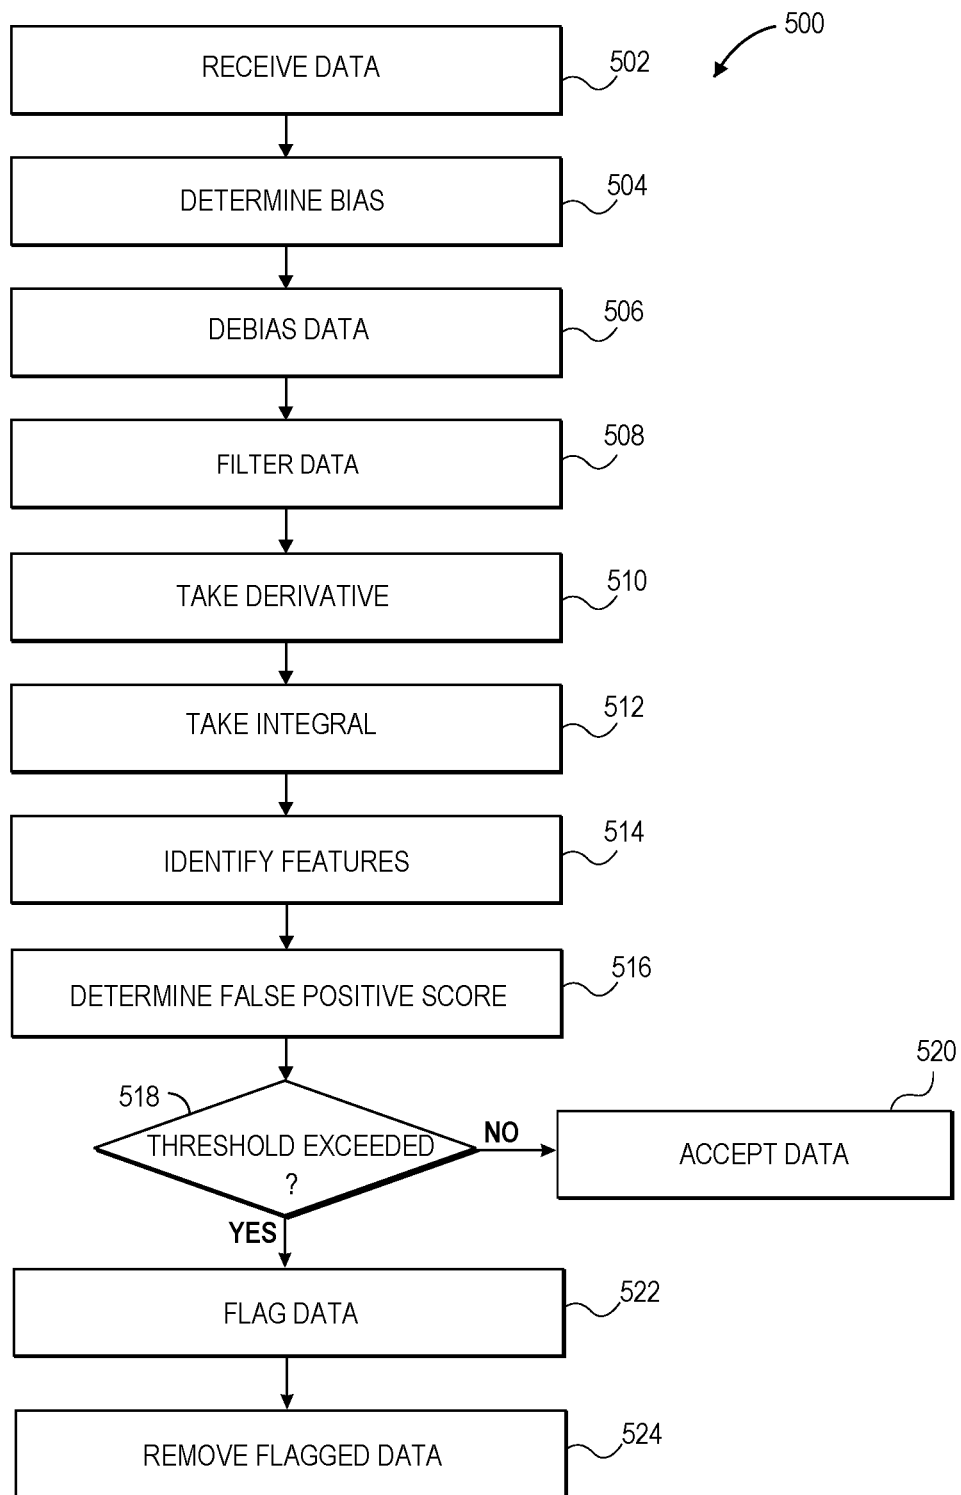 500
RECEIVE DATA
502
DETERMINE BIAS
504
DEBIAS DATA
506
FILTER DATA
508
TAKE DERIVATIVE
510
TAKE INTEGRAL
512
IDENTIFY FEATURES
514
DETERMINE FALSE POSITIVE SCORE
516
518
THRESHOLD EXCEEDED
?
NO
520
ACCEPT DATA
YES
FLAG DATA
522
REMOVE FLAGGED DATA
524